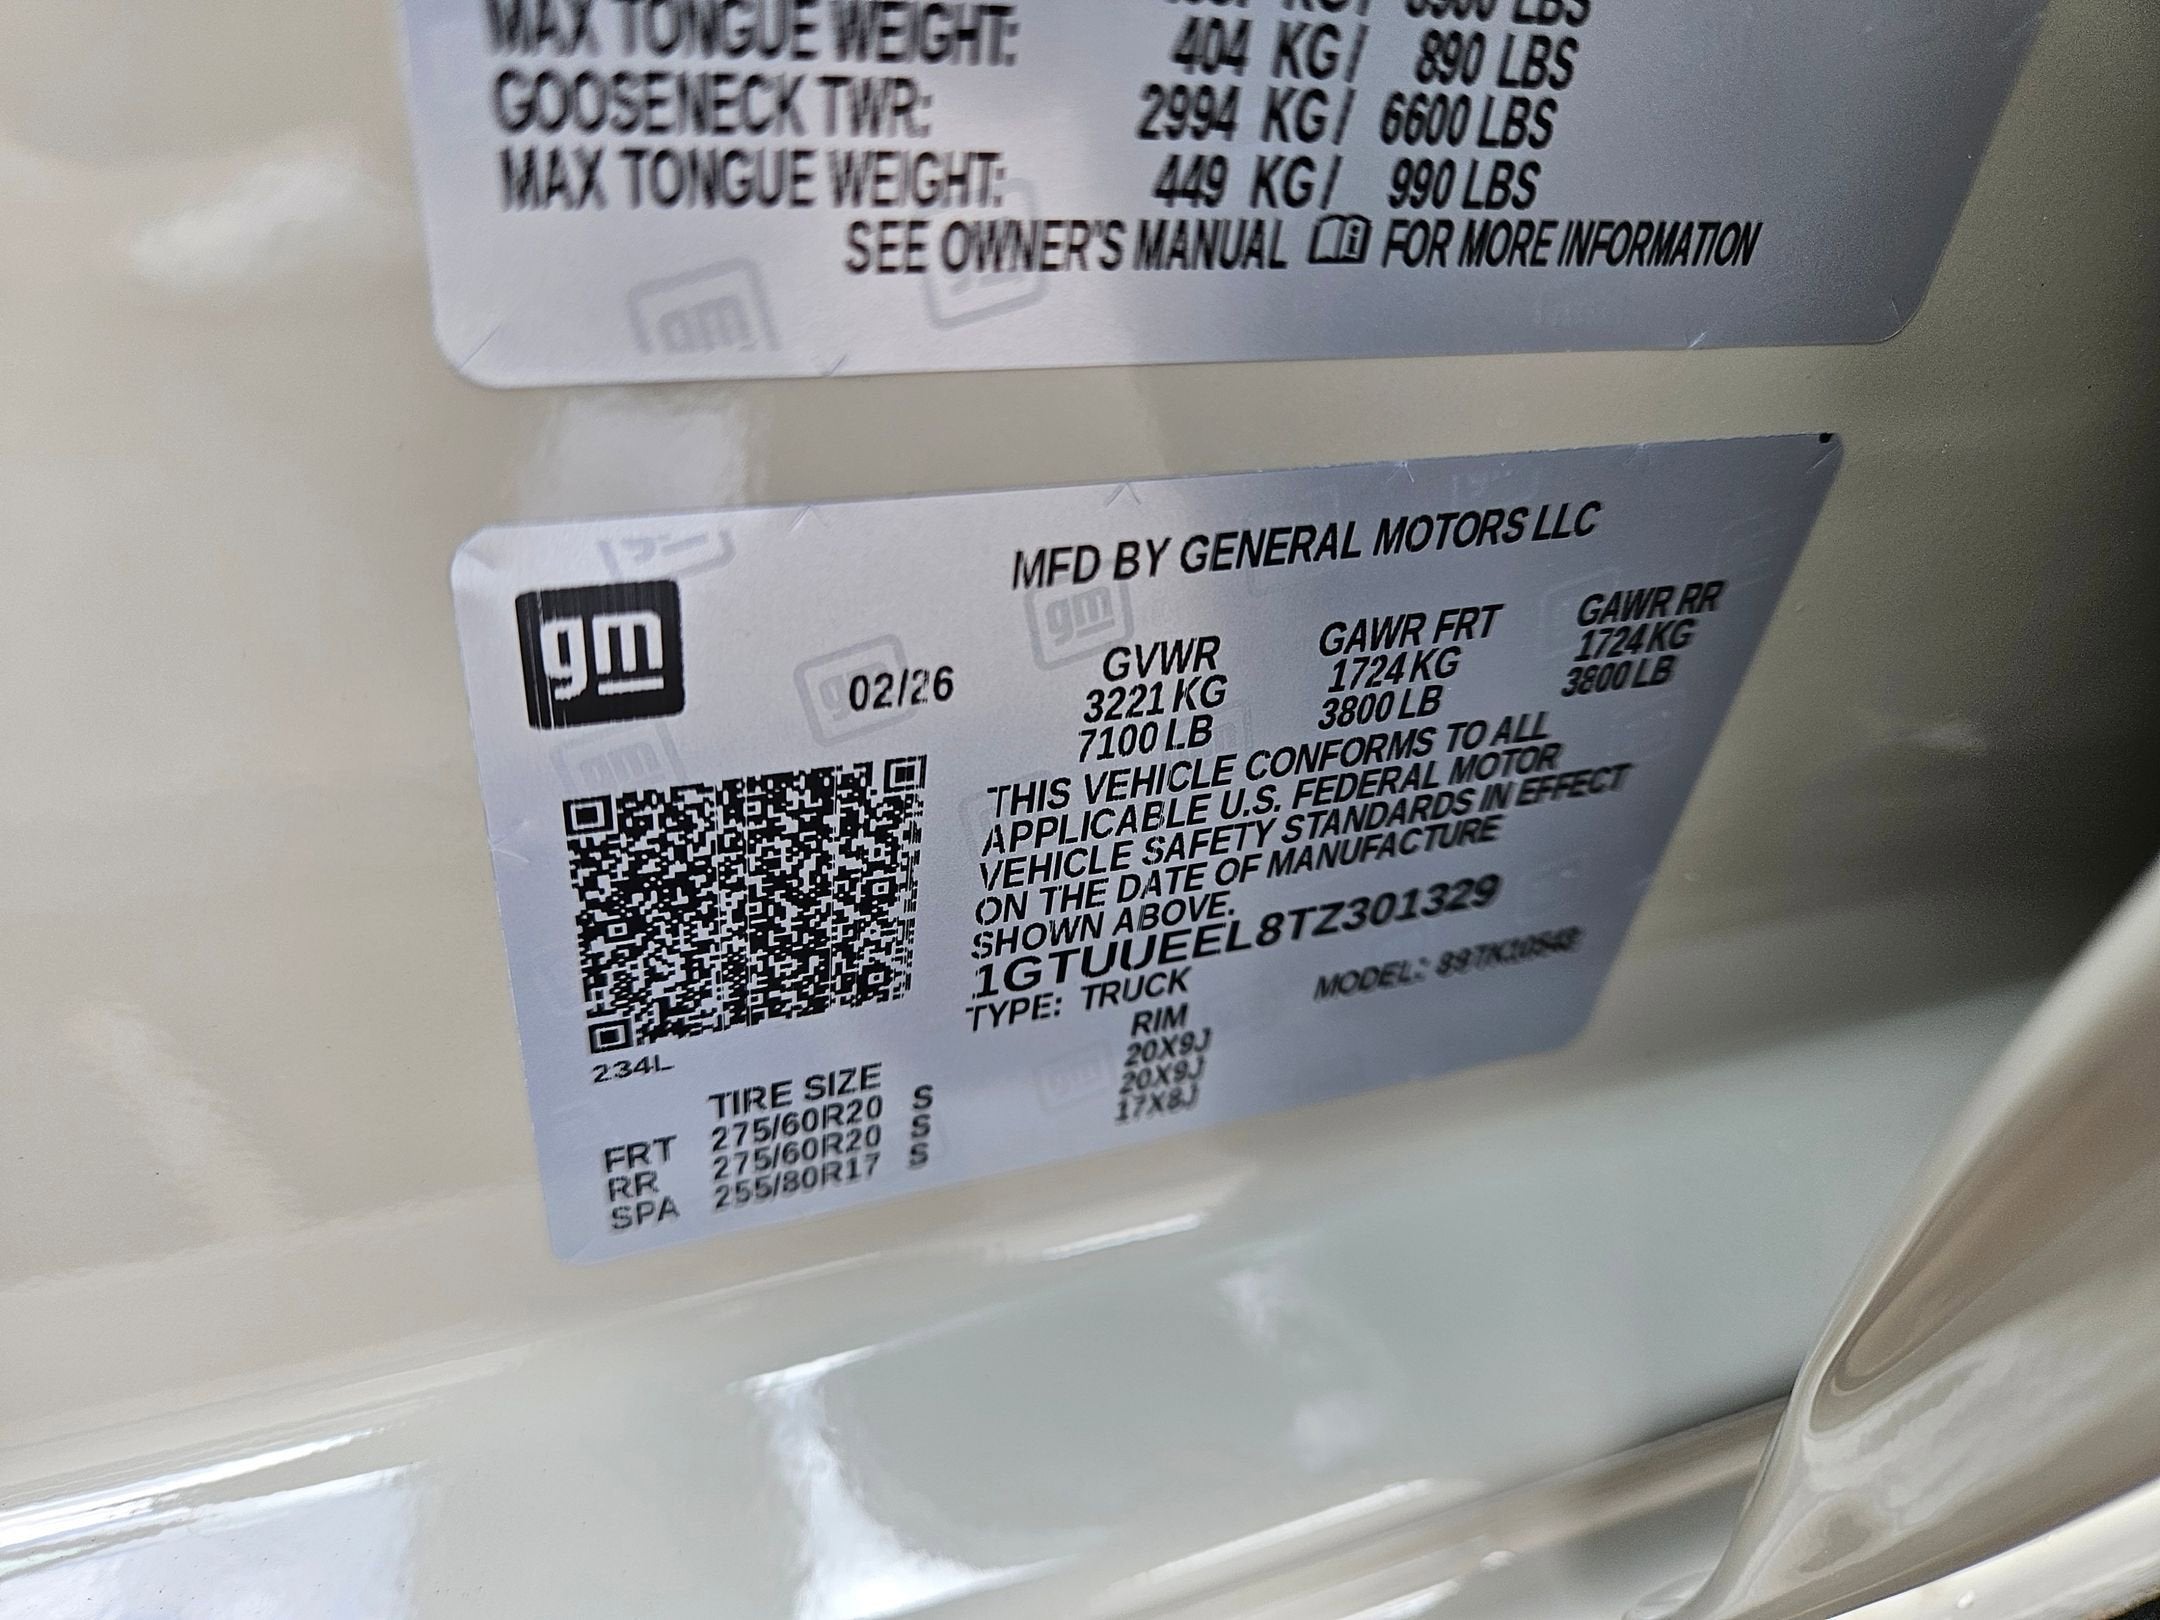 LBS
MAX TONGUE WEIGHT: 404 KG/ 890 LBS
GOOSENECK TWR: 2994 KG/ 6600 LBS
MAX TONGUE WEIGHT: 449 KG/ 990 LBS
SEE OWNER'S MANUAL FOR MORE INFORMATION
gm
MFD BY GENERAL MOTORS LLC
02/26
GVWR GAWR FRT GAWR RR
3221 KG 1724 KG 1724 KG
7100 LB 3800 LB 3800 LB
THIS VEHICLE CONFORMS TO ALL
APPLICABLE U.S. FEDERAL MOTOR
VEHICLE SAFETY STANDARDS IN EFFECT
ON THE DATE OF MANUFACTURE
SHOWN ABOVE.
1GTUUEEL8TZ301329
TYPE: TRUCK MODEL:
234L
TIRE SIZE RIM
FRT 275/60R20 S 20X9J
RR 275/60R20 S 20X9J
SPA 255/80R17 S 17X8J